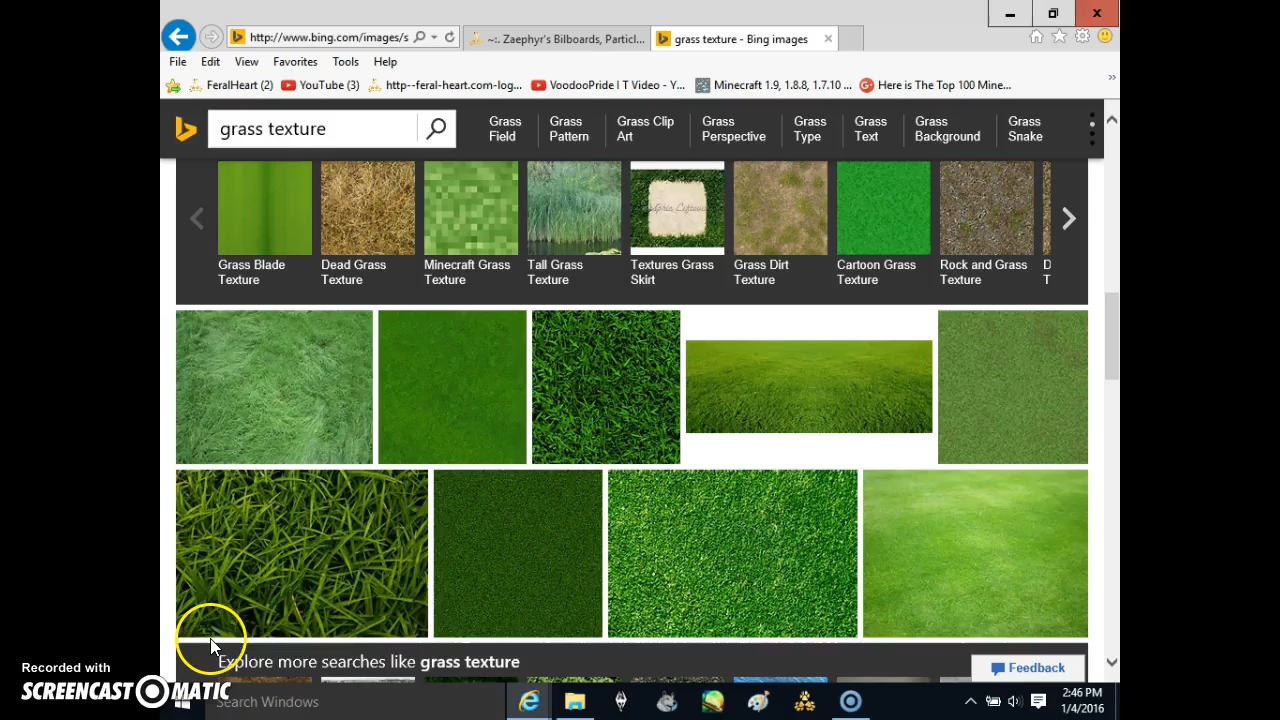 http://www.bing.com/images/s
~:. Zaephyr's Bilboards, Particl...
grass texture - Bing images
File Edit View Favorites Tools Help
FeralHeart (2) YouTube (3) http--feral-heart.com-log... VoodooPride l T Video - Y... Minecraft 1.9, 1.8.8, 1.7.10 ... Here is The Top 100 Mine...
grass texture
Grass Field
Grass Pattern
Grass Clip Art
Grass Perspective
Grass Type
Grass Text
Grass Background
Grass Snake
Grass Blade Texture
Dead Grass Texture
Minecraft Grass Texture
Tall Grass Texture
Textures Grass Skirt
Grass Dirt Texture
Cartoon Grass Texture
Rock and Grass Texture
D
T
Explore more searches like grass texture
Feedback
Recorded with
SCREENCAST-O-MATIC
Search Windows
2:46 PM
1/4/2016